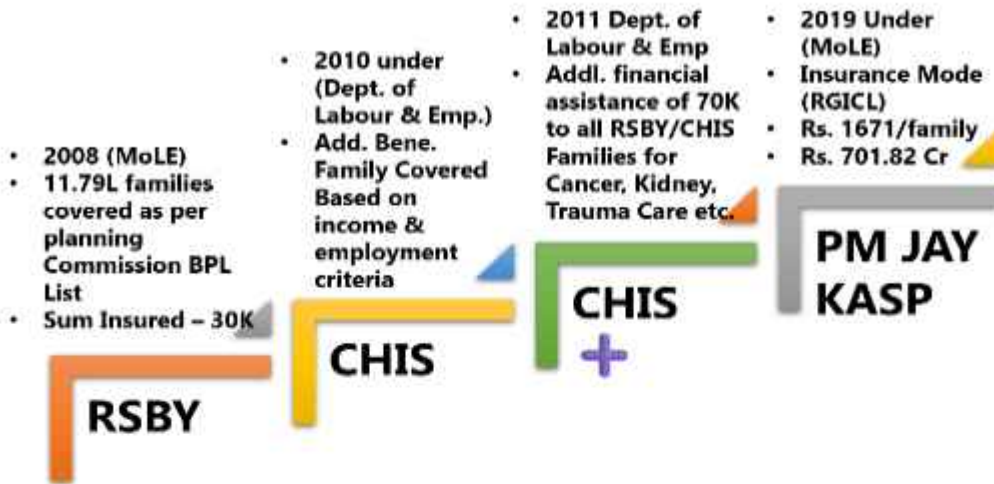 • 2008 (MoLE)
• 11.79L families
covered as per
planning
Commission BPL
List
• Sum Insured – 30K
RSBY
• 2010 under
(Dept. of
Labour & Emp.)
• Add. Bene.
Family Covered
Based on
income &
employment
criteria
CHIS
• 2011 Dept. of
Labour & Emp
• Addl. financial
assistance of 70K
to all RSBY/CHIS
Families for
Cancer, Kidney,
Trauma Care etc.
CHIS
+
• 2019 Under
(MoLE)
• Insurance Mode
(RGICL)
• Rs. 1671/family
• Rs. 701.82 Cr
PM JAY
KASP